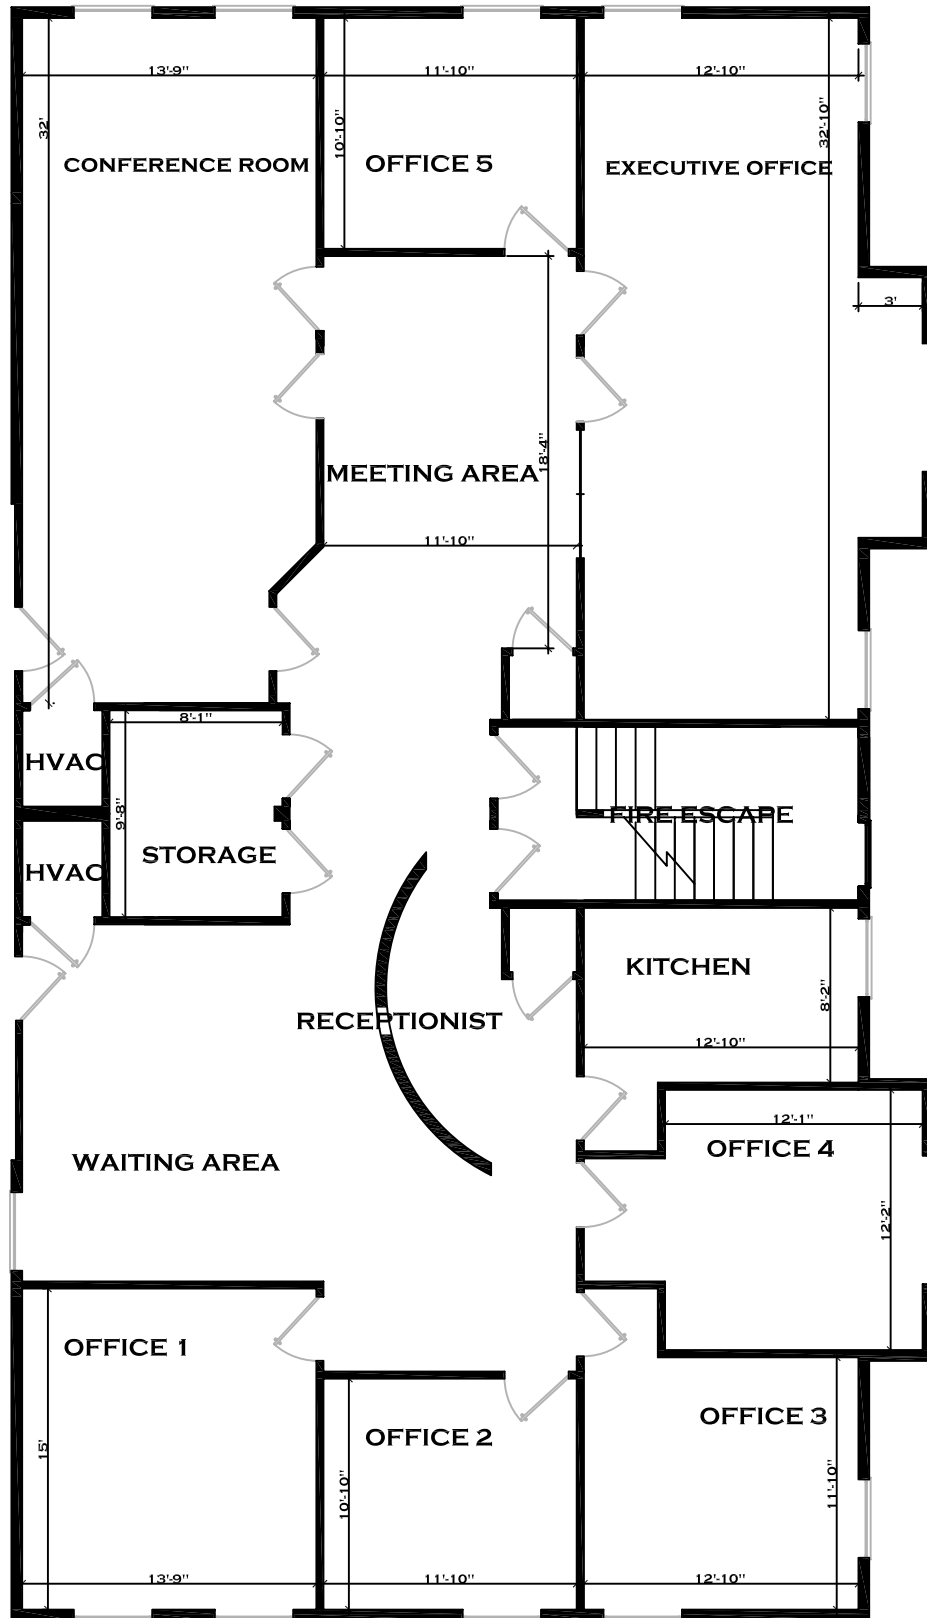 13'-9"
11'-10"
12'-10"
32'
10'-10"
32'-10"
CONFERENCE ROOM
OFFICE 5
EXECUTIVE OFFICE
3'
18'-4"
MEETING AREA
11'-10"
8'-1"
HVAC
9'-8"
FIRE ESCAPE
STORAGE
HVAC
KITCHEN
8'-2"
RECEPTIONIST
12'-10"
12'-1"
OFFICE 4
WAITING AREA
12'-2"
OFFICE 1
OFFICE 3
OFFICE 2
15'
10'-10"
11'-10"
13'-9"
11'-10"
12'-10"